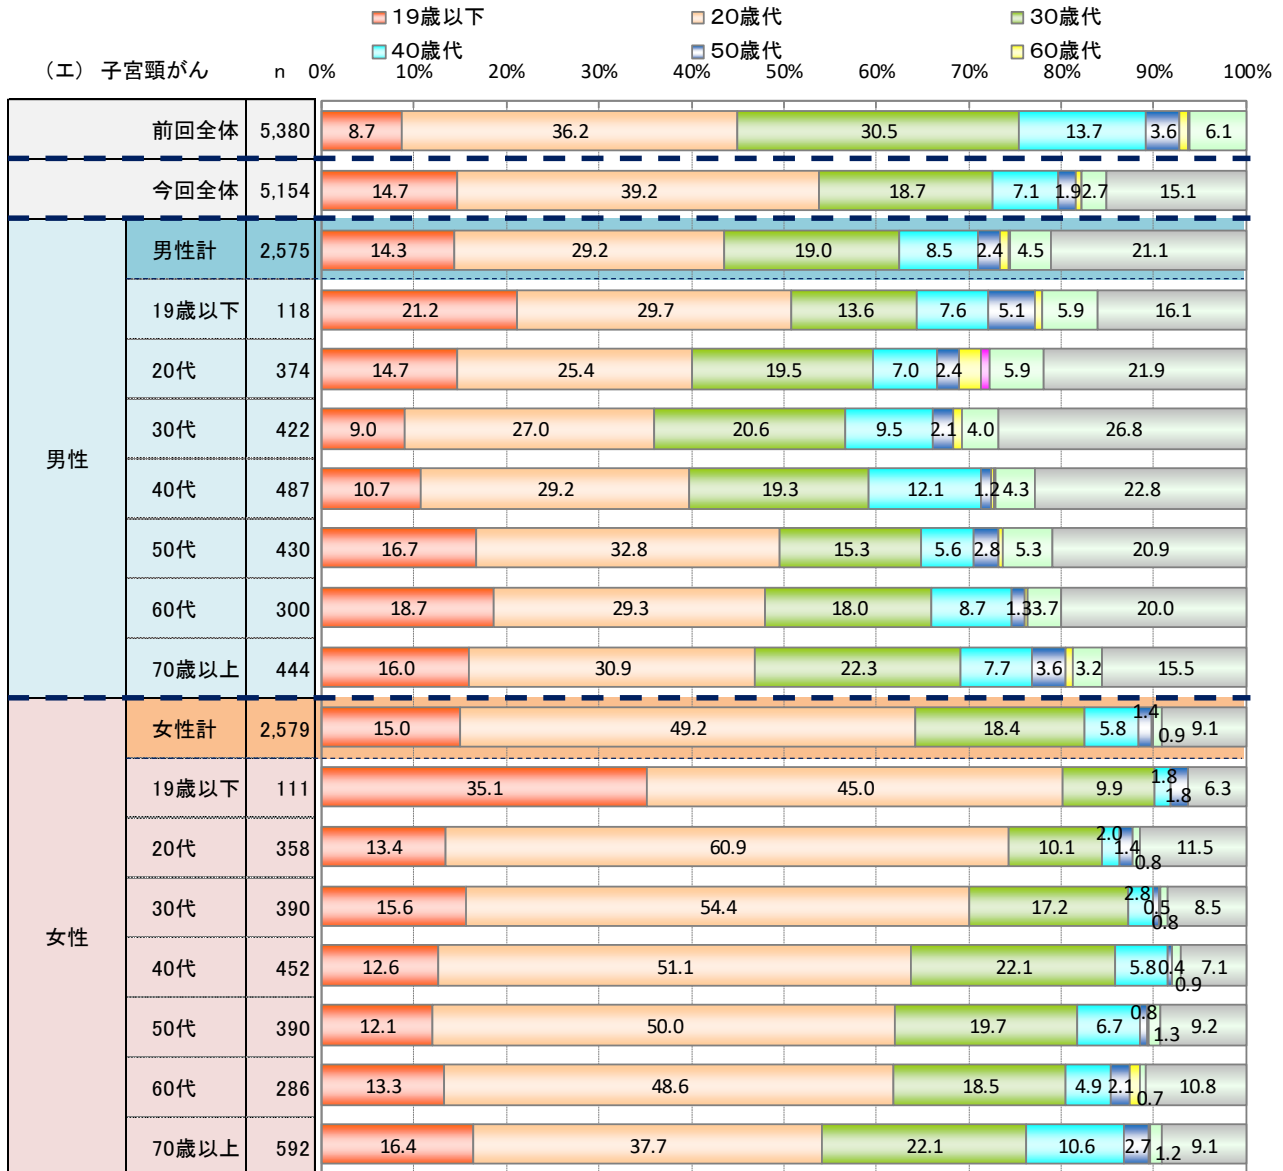 19歳以下 20歳代 30歳代
40歳代 50歳代 60歳代
（エ） 子宮頸がん n 0% 10% 20% 30% 40% 50% 60% 70% 80% 90% 100%
前回全体 5,380 8.7 36.2 30.5 13.7 3.6 6.1
今回全体 5,154 14.7 39.2 18.7 7.1 1.9 2.7 15.1
男性計 2,575 14.3 29.2 19.0 8.5 2.4 4.5 21.1
19歳以下 118 21.2 29.7 13.6 7.6 5.1 5.9 16.1
20代 374 14.7 25.4 19.5 7.0 2.4 5.9 21.9
30代 422 9.0 27.0 20.6 9.5 2.1 4.0 26.8
男性
40代 487 10.7 29.2 19.3 12.1 1.2 4.3 22.8
50代 430 16.7 32.8 15.3 5.6 2.8 5.3 20.9
60代 300 18.7 29.3 18.0 8.7 1.3 3.7 20.0
70歳以上 444 16.0 30.9 22.3 7.7 3.6 3.2 15.5
女性計 2,579 15.0 49.2 18.4 5.8 1.4 0.9 9.1
19歳以下 111 35.1 45.0 9.9 1.8 1.8 6.3
20代 358 13.4 60.9 10.1 2.0 1.4 0.8 11.5
30代 390 15.6 54.4 17.2 2.8 0.5 0.8 8.5
女性
40代 452 12.6 51.1 22.1 5.8 0.4 0.9 7.1
50代 390 12.1 50.0 19.7 6.7 0.8 1.3 9.2
60代 286 13.3 48.6 18.5 4.9 2.1 0.7 10.8
70歳以上 592 16.4 37.7 22.1 10.6 2.7 1.2 9.1